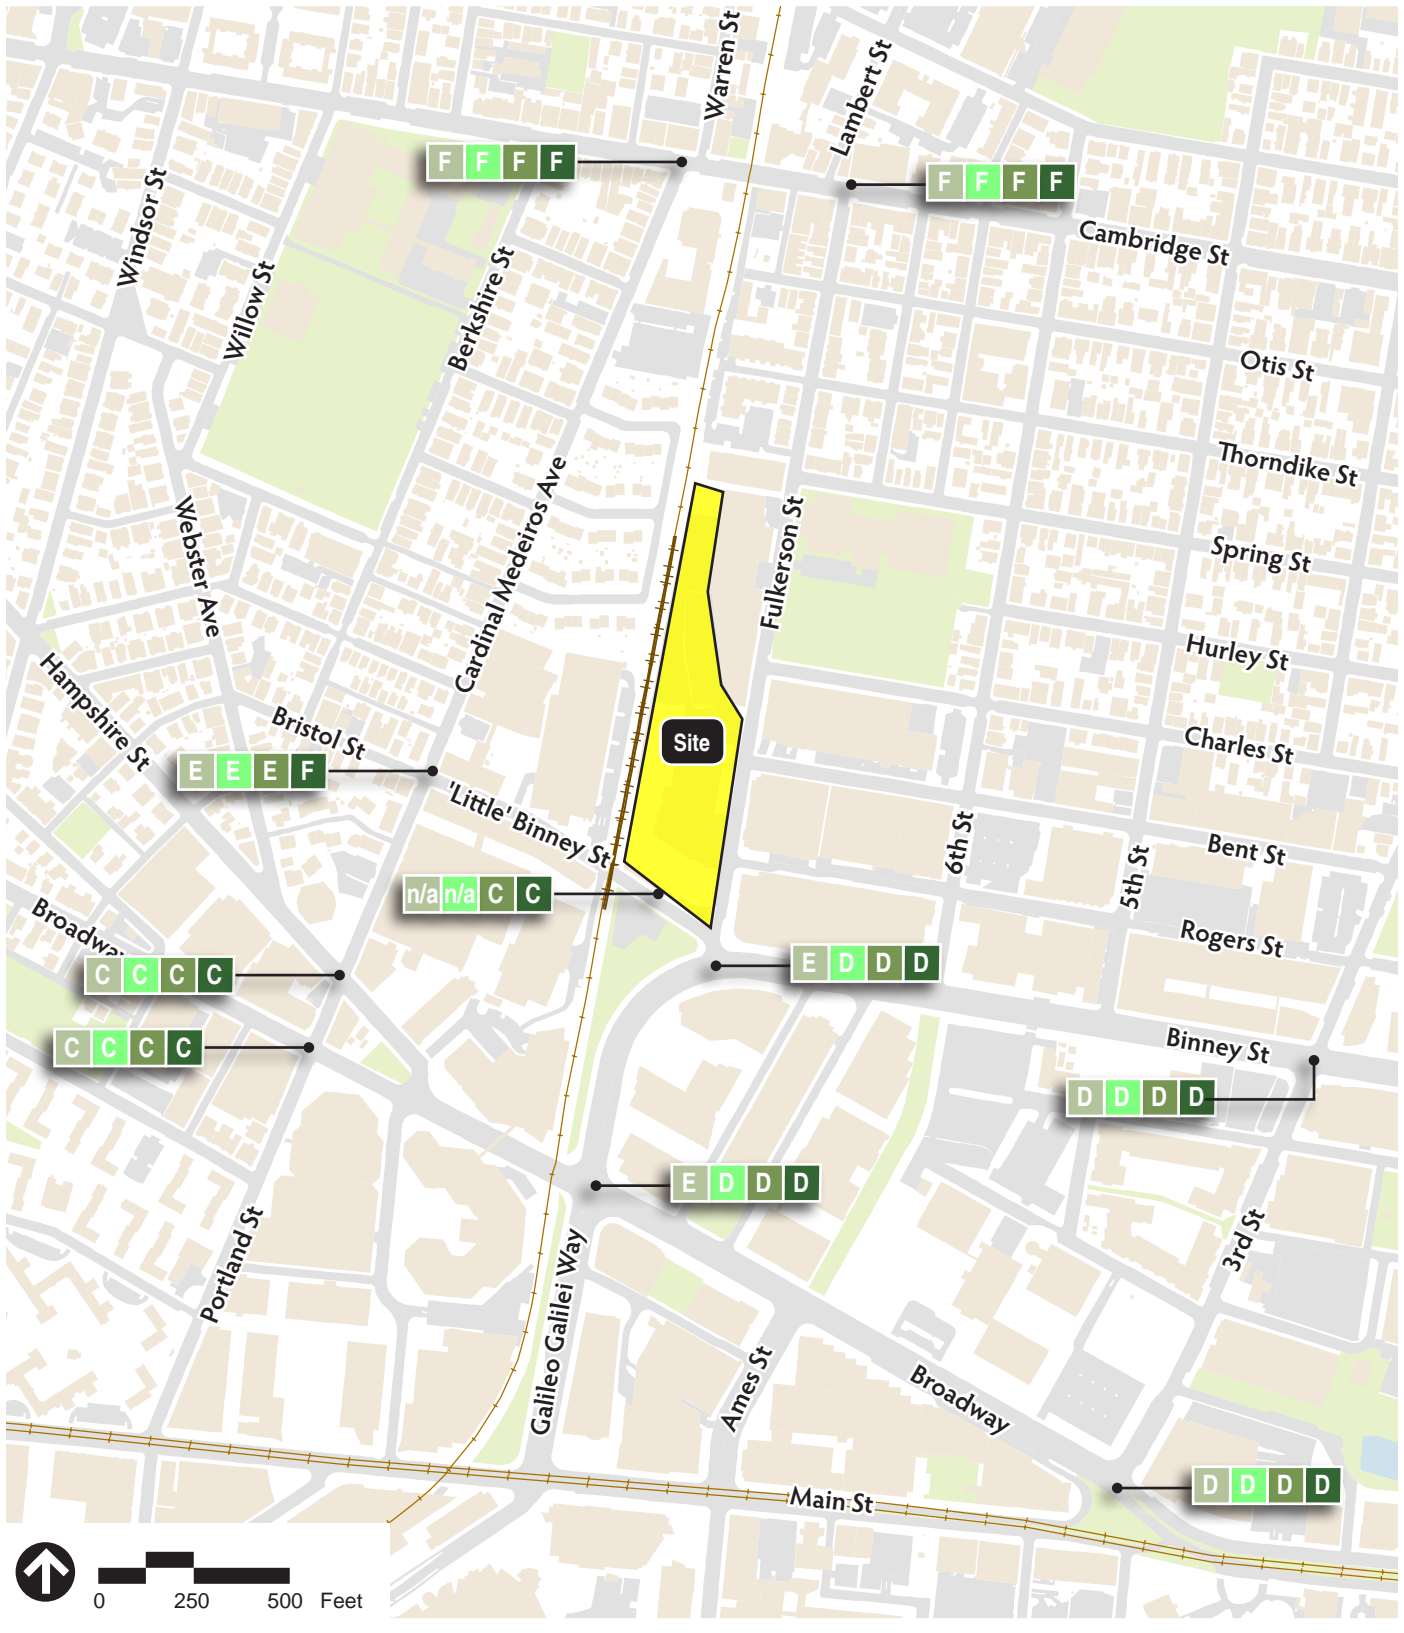 Warren St
Lambert St
F F F F
F F F F
Windsor St
Cambridge St
Willow St
Berkshire St
Otis St
Thorndike St
Cardinal Medeiros Ave
Webster Ave
Fulkerson St
Spring St
Hurley St
Hampshire St
Bristol St
Site
Charles St
E E E F
'Little' Binney St
6th St
Bent St
5th St
n/a n/a C C
Broadway
Rogers St
C C C C
E D D D
C C C C
Binney St
D D D D
E D D D
Portland St
3rd St
Galileo Galilei Way
Ames St
Broadway
Main St
D D D D
0 250 500 Feet